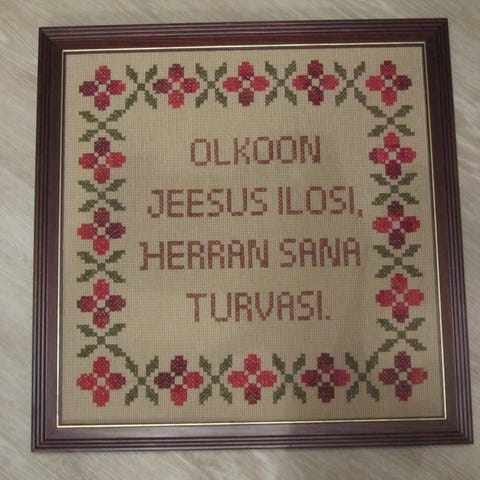 OLKOON
JEESUS ILOSI,
HERRAN SANA
TURVASI.